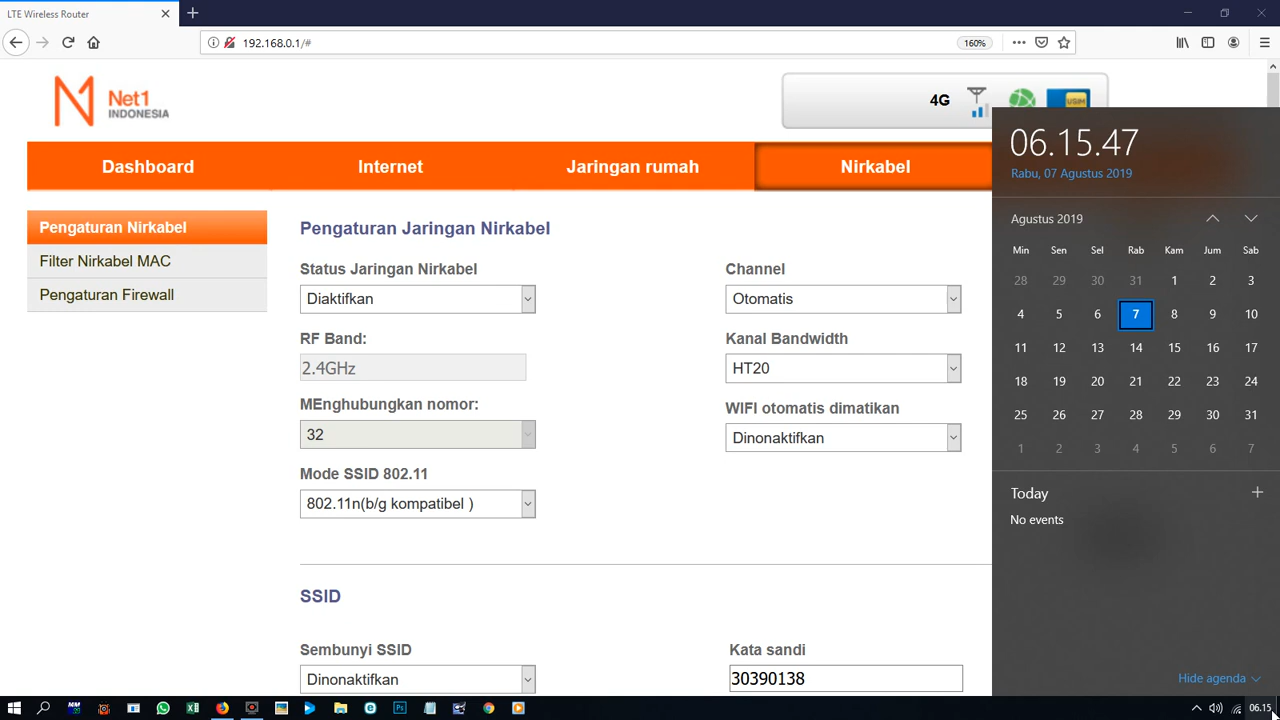 LTE Wireless Router
192.168.0.1/#
160%
Net1
INDONESIA
4G
USIM
Dashboard
Internet
Jaringan rumah
Nirkabel
Pengaturan Nirkabel
Filter Nirkabel MAC
Pengaturan Firewall
Pengaturan Jaringan Nirkabel
Status Jaringan Nirkabel
Diaktifkan
Channel
Otomatis
RF Band:
2.4GHz
Kanal Bandwidth
HT20
MEnghubungkan nomor:
32
WIFI otomatis dimatikan
Dinonaktifkan
Mode SSID 802.11
802.11n(b/g kompatibel )
SSID
Sembunyi SSID
Dinonaktifkan
Kata sandi
30390138
06.15.47
Rabu, 07 Agustus 2019
Agustus 2019
Min Sen Sel Rab Kam Jum Sab
28 29 30 31 1 2 3
4 5 6 7 8 9 10
11 12 13 14 15 16 17
18 19 20 21 22 23 24
25 26 27 28 29 30 31
1 2 3 4 5 6 7
Today
No events
Hide agenda
06.15